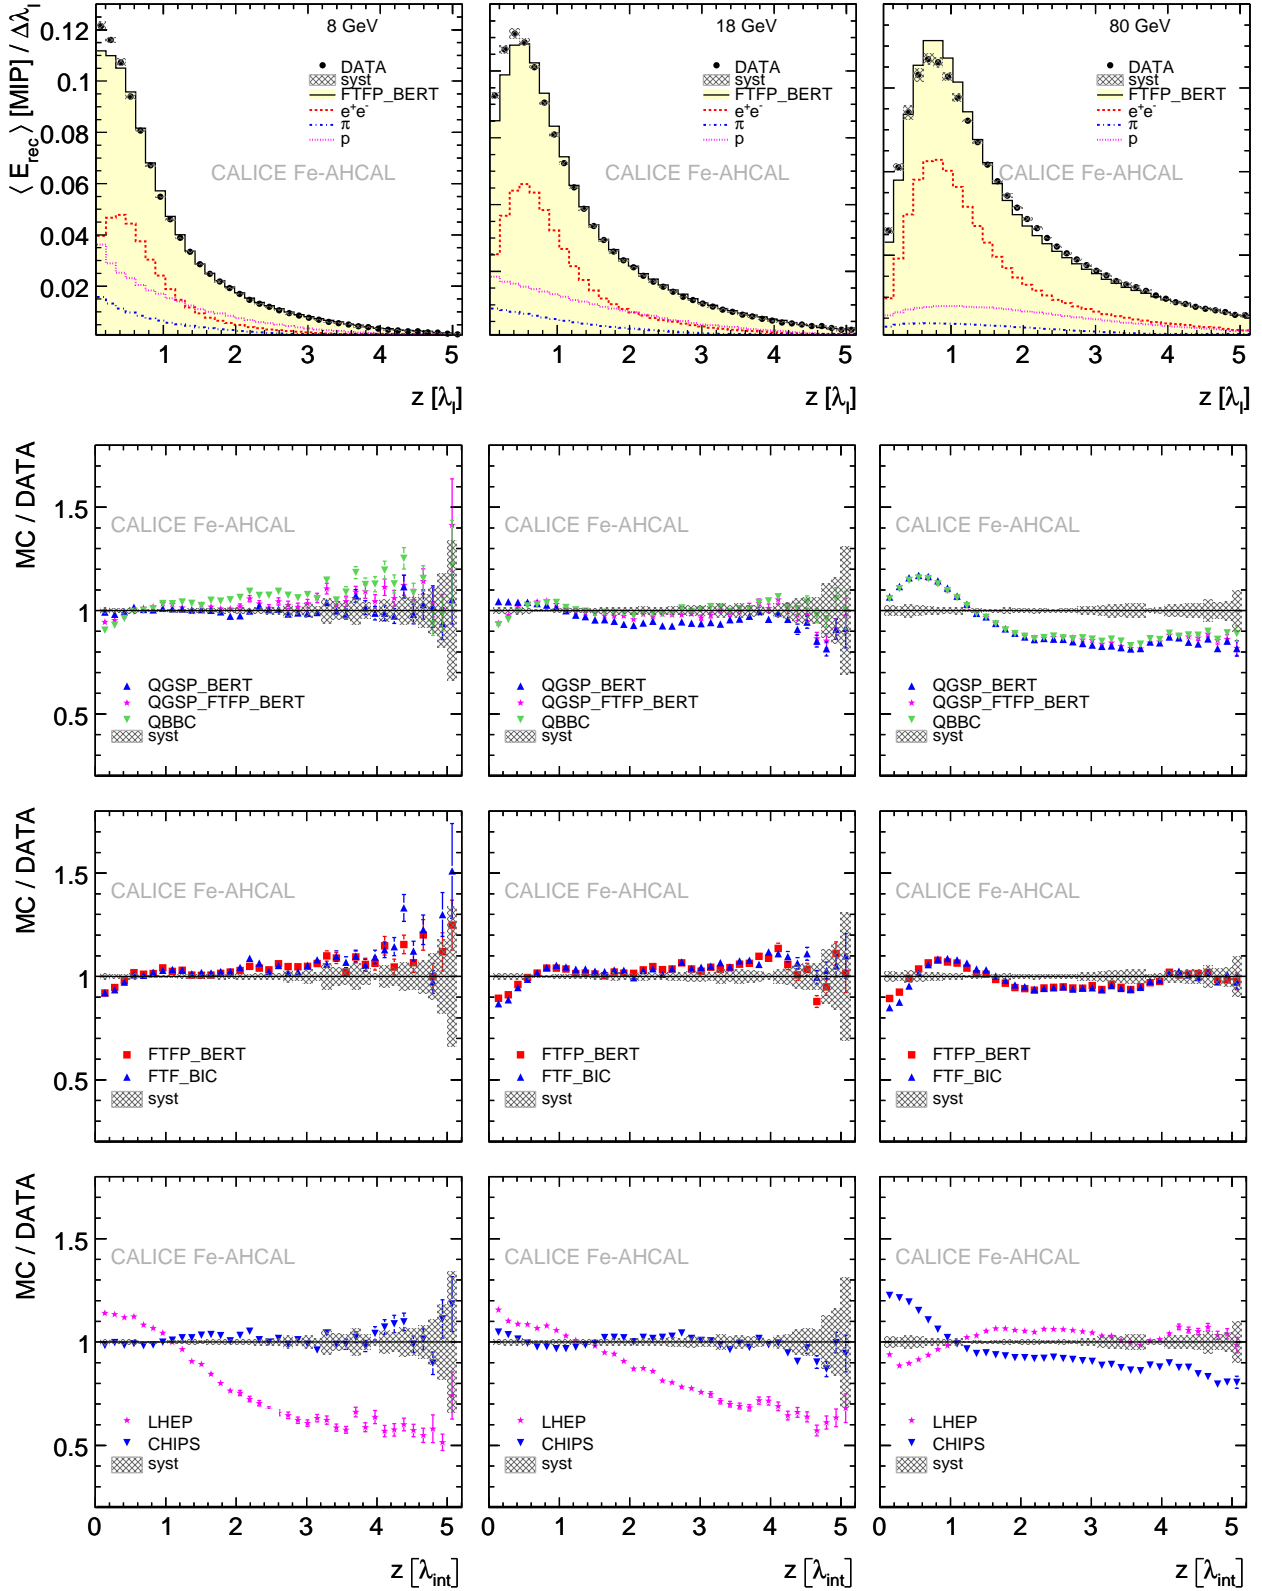 ⟨ E_rec ⟩ [MIP] / Δλ_I
0.12
0.1
0.08
0.06
0.04
0.02
8 GeV
DATA
syst
FTFP_BERT
e⁺e⁻
π
p
CALICE Fe-AHCAL
0 1 2 3 4 5
z [λ_I]
18 GeV
DATA
syst
FTFP_BERT
e⁺e⁻
π
p
CALICE Fe-AHCAL
0 1 2 3 4 5
z [λ_I]
80 GeV
DATA
syst
FTFP_BERT
e⁺e⁻
π
p
CALICE Fe-AHCAL
0 1 2 3 4 5
z [λ_I]
MC / DATA
1.5
1
0.5
CALICE Fe-AHCAL
QGSP_BERT
QGSP_FTFP_BERT
QBBC
syst
CALICE Fe-AHCAL
QGSP_BERT
QGSP_FTFP_BERT
QBBC
syst
CALICE Fe-AHCAL
QGSP_BERT
QGSP_FTFP_BERT
QBBC
syst
MC / DATA
1.5
1
0.5
CALICE Fe-AHCAL
FTFP_BERT
FTF_BIC
syst
CALICE Fe-AHCAL
FTFP_BERT
FTF_BIC
syst
CALICE Fe-AHCAL
FTFP_BERT
FTF_BIC
syst
MC / DATA
1.5
1
0.5
CALICE Fe-AHCAL
LHEP
CHIPS
syst
0 1 2 3 4 5
z [λ_int]
CALICE Fe-AHCAL
LHEP
CHIPS
syst
0 1 2 3 4 5
z [λ_int]
CALICE Fe-AHCAL
LHEP
CHIPS
syst
0 1 2 3 4 5
z [λ_int]